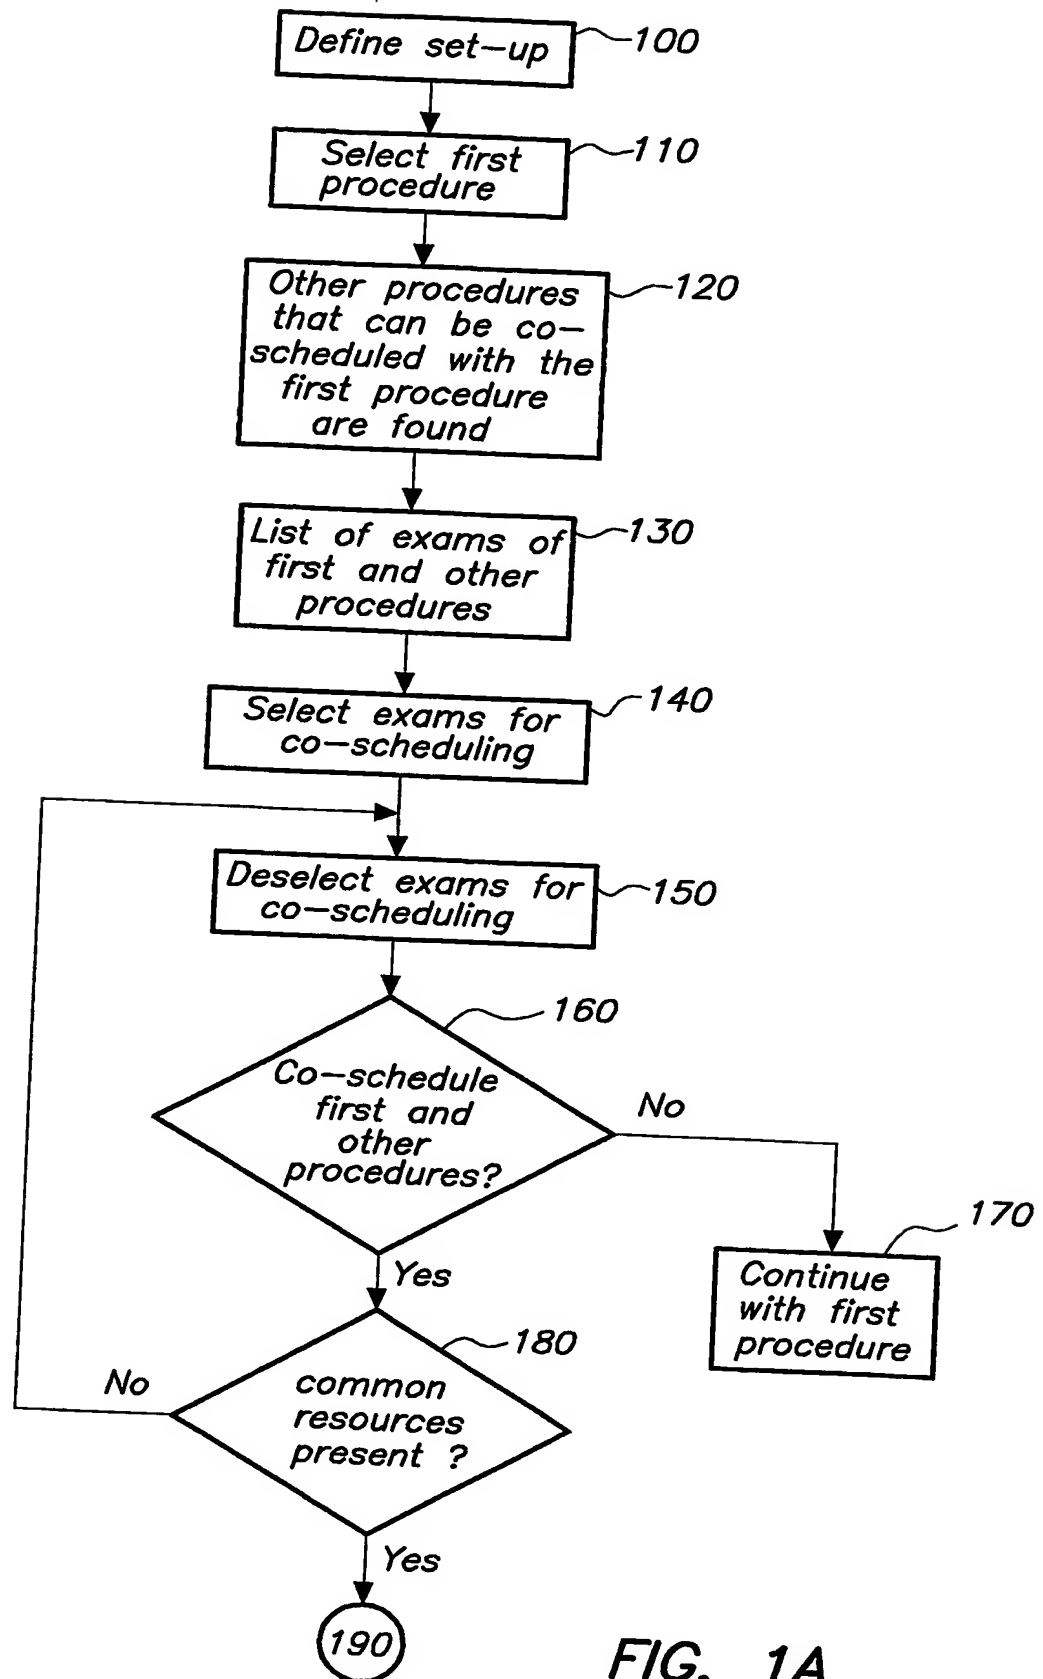 Define set-up
100
Select first
procedure
110
Other procedures
that can be co-
scheduled with the
first procedure
are found
120
List of exams of
first and other
procedures
130
Select exams for
co-scheduling
140
Deselect exams for
co-scheduling
150
Co-schedule
first and
other
procedures?
160
No
Continue
with first
procedure
170
Yes
common
resources
present ?
180
No
Yes
190
FIG. 1A